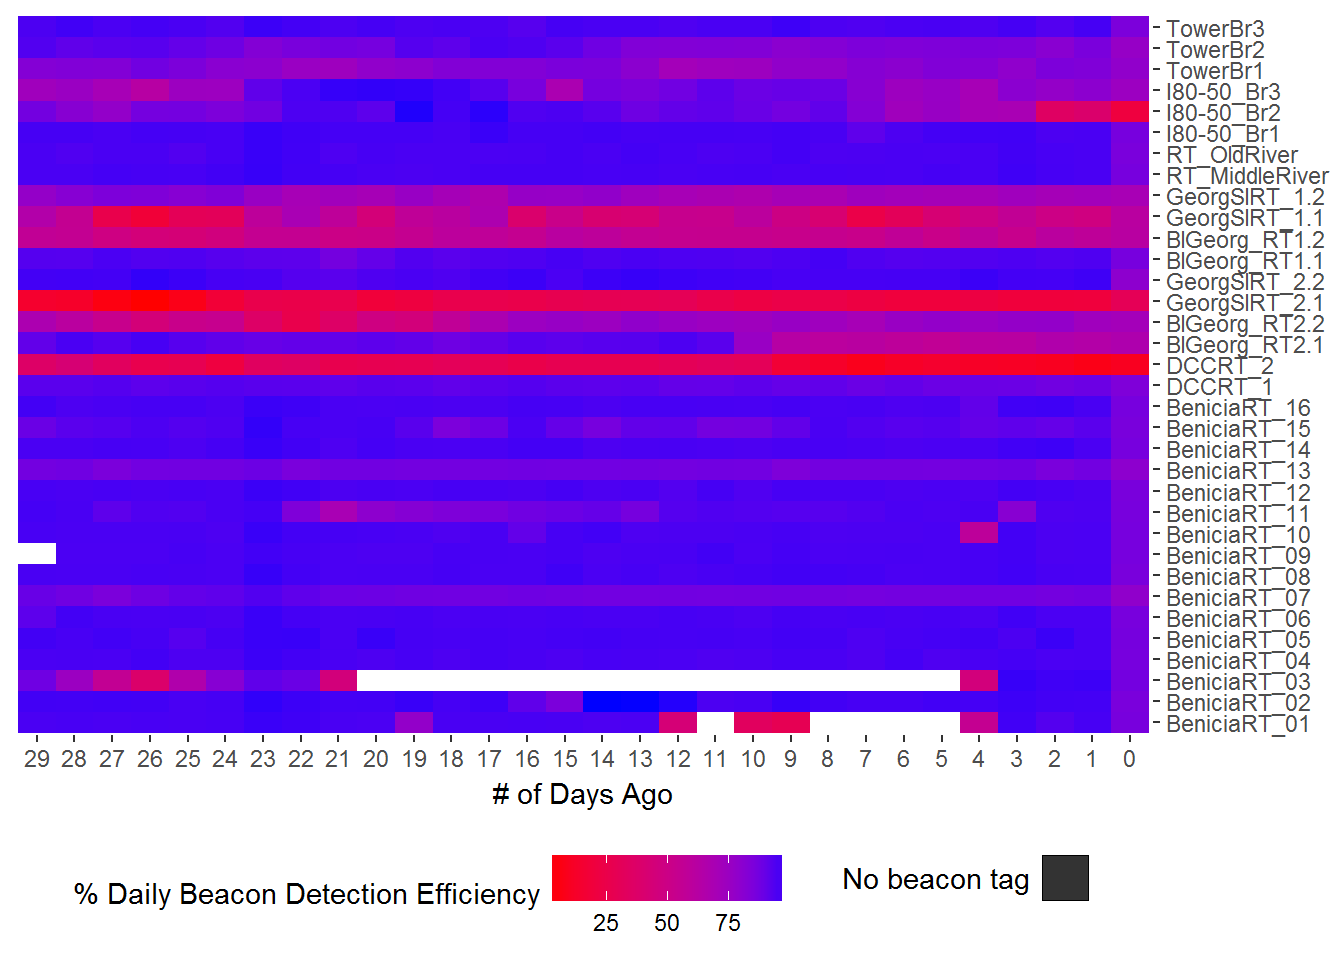 TowerBr3
TowerBr2
TowerBr1
I80-50_Br3
I80-50_Br2
I80-50_Br1
RT_OldRiver
RT_MiddleRiver
GeorgSlRT_1.2
GeorgSlRT_1.1
BlGeorg_RT1.2
BlGeorg_RT1.1
GeorgSlRT_2.2
GeorgSlRT_2.1
BlGeorg_RT2.2
BlGeorg_RT2.1
DCCRT_2
DCCRT_1
BeniciaRT_16
BeniciaRT_15
BeniciaRT_14
BeniciaRT_13
BeniciaRT_12
BeniciaRT_11
BeniciaRT_10
BeniciaRT_09
BeniciaRT_08
BeniciaRT_07
BeniciaRT_06
BeniciaRT_05
BeniciaRT_04
BeniciaRT_03
BeniciaRT_02
BeniciaRT_01
29 28 27 26 25 24 23 22 21 20 19 18 17 16 15 14 13 12 11 10 9 8 7 6 5 4 3 2 1 0
# of Days Ago
% Daily Beacon Detection Efficiency
25 50 75
No beacon tag